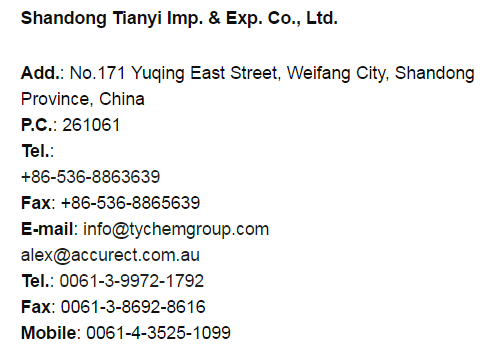 Shandong Tianyi Imp. & Exp. Co., Ltd.
Add.: No.171 Yuqing East Street, Weifang City, Shandong
Province, China
P.C.: 261061
Tel.:
+86-536-8863639
Fax: +86-536-8865639
E-mail: info@tychemgroup.com
alex@accurect.com.au
Tel.: 0061-3-9972-1792
Fax: 0061-3-8692-8616
Mobile: 0061-4-3525-1099